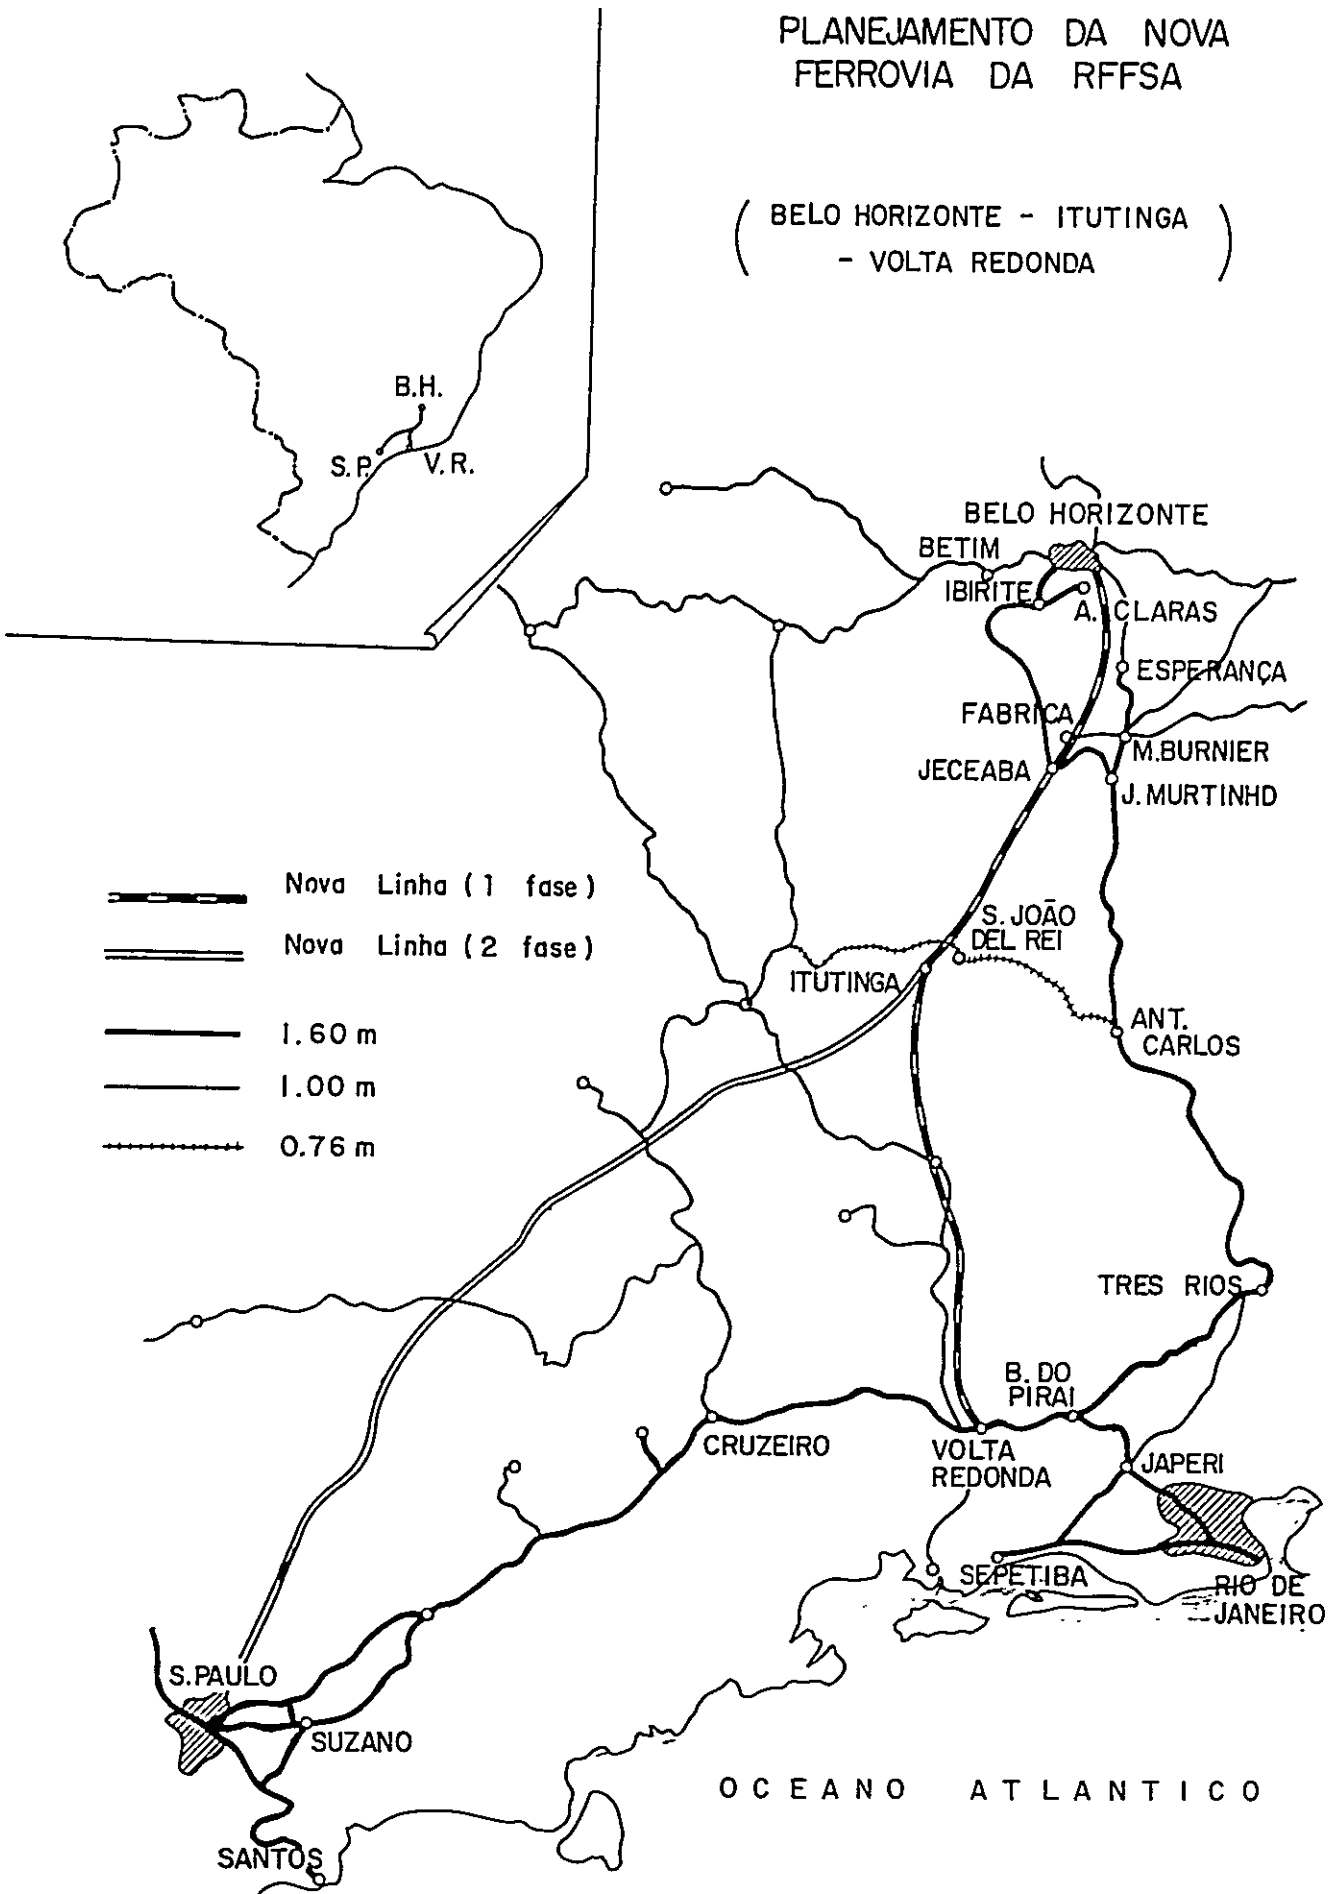 PLANEJAMENTO DA NOVA
FERROVIA DA RFFSA
( BELO HORIZONTE - ITUTINGA
- VOLTA REDONDA )
B.H.
S.P.
V.R.
BELO HORIZONTE
BETIM
IBIRITE
A. CLARAS
ESPERANÇA
FABRICA
M.BURNIER
JECEABA
J. MURTINHD
Nova Linha (1 fase)
Nova Linha (2 fase)
1.60 m
1.00 m
0.76 m
S. JOÃO
DEL REI
ITUTINGA
ANT.
CARLOS
TRES RIOS
B. DO
PIRAI
CRUZEIRO
VOLTA
REDONDA
JAPERI
SEPETIBA
RIO DE
JANEIRO
S.PAULO
SUZANO
OCEANO ATLANTICO
SANTOS